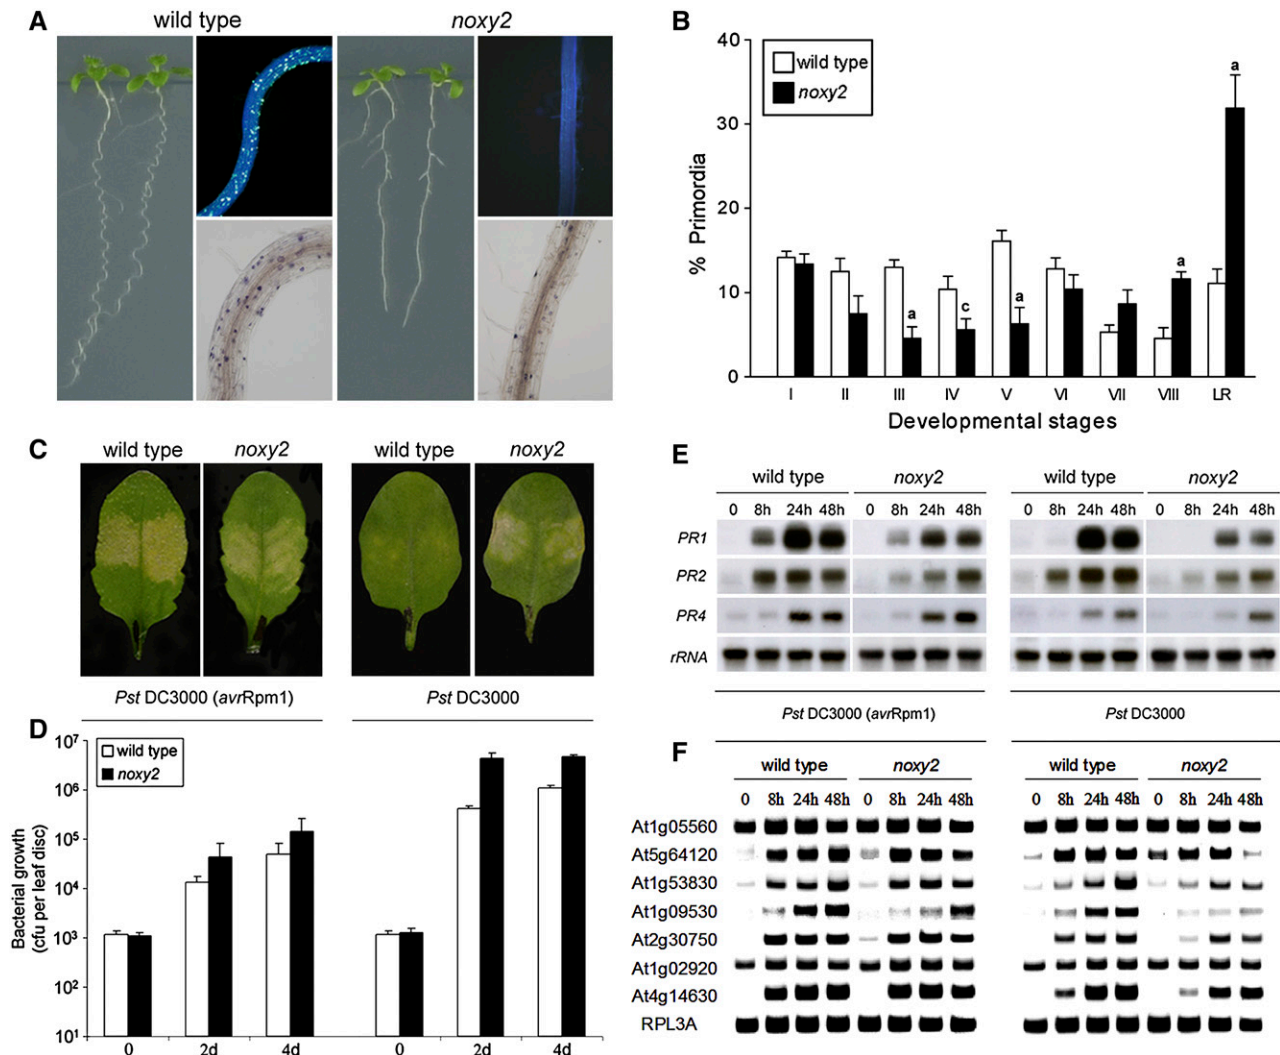 A
wild type
noxy2
B
40
30
20
10
0
% Primordia
wild type
noxy2
a
c
a
a
a
I II III IV V VI VII VIII LR
Developmental stages
C
wild type noxy2
wild type noxy2
Pst DC3000 (avrRpm1)
Pst DC3000
D
10⁷
10⁶
10⁵
10⁴
10³
10²
10¹
Bacterial growth
(cfu per leaf disc)
wild type
noxy2
0 2d 4d
0 2d 4d
E
wild type noxy2
wild type noxy2
0 8h 24h 48h 0 8h 24h 48h
0 8h 24h 48h 0 8h 24h 48h
PR1
PR2
PR4
rRNA
Pst DC3000 (avrRpm1)
Pst DC3000
F
wild type noxy2
wild type noxy2
0 8h 24h 48h 0 8h 24h 48h
0 8h 24h 48h 0 8h 24h 48h
At1g05560
At5g64120
At1g53830
At1g09530
At2g30750
At1g02920
At4g14630
RPL3A